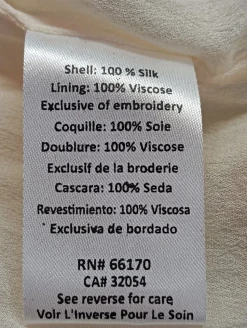 Shell: 100 % Silk
Lining: 100% Viscose
Exclusive of embroidery
Coquille: 100% Soie
Doublure: 100% Viscose
Exclusif de la broderie
Cascara: 100% Seda
Revestimiento: 100% Viscosa
Exclusiva de bordado
RN# 66170
CA# 32054
See reverse for care
Voir L'Inverse Pour Le Soin